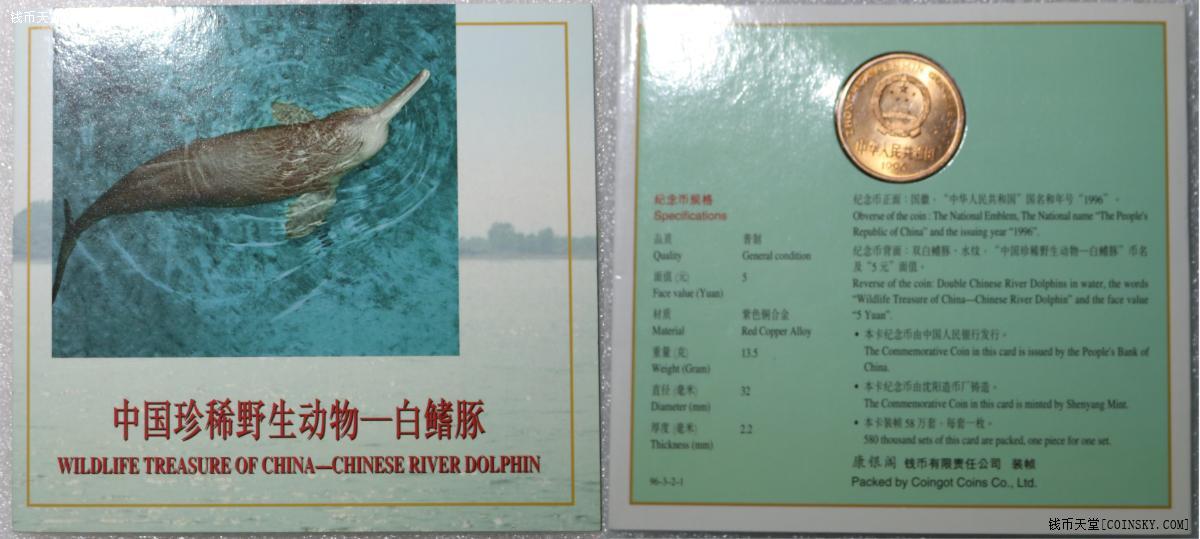 钱币天堂
中国珍稀野生动物—白鳍豚
WILDLIFE TREASURE OF CHINA—CHINESE RIVER DOLPHIN
中华人民共和国
1996
纪念币规格
Specifications
品质 普制
Quality General condition
面值 (元) 5
Face value (Yuan)
材质 紫色铜合金
Material Red Copper Alloy
重量 (克) 13.5
Weight (Gram)
直径 (毫米) 32
Diameter (mm)
厚度 (毫米) 2.2
Thickness (mm)
96-3-2-1
纪念币正面：国徽，“中华人民共和国”国名和年号“1996”。
Obverse of the coin : The National Emblem, The National name “The People's
Republic of China” and the issuing year “1996”.
纪念币背面：双白鳍豚、水纹，“中国珍稀野生动物—白鳍豚”币名
及“5元”面值。
Reverse of the coin: Double Chinese River Dolphins in water, the words
“Wildlife Treasure of China—Chinese River Dolphin” and the face value
“5 Yuan”.
• 本卡纪念币由中国人民银行发行。
The Commemorative Coin in this card is issued by the People's Bank of
China.
• 本卡纪念币由沈阳造币厂铸造。
The Commemorative Coin in this card is minted by Shenyang Mint.
• 本卡装帧 58 万套，每套一枚。
580 thousand sets of this card are packed, one piece for one set.
康银阁 钱币有限责任公司 装帧
Packed by Coingot Coins Co., Ltd.
钱币天堂[COINSKY.COM]